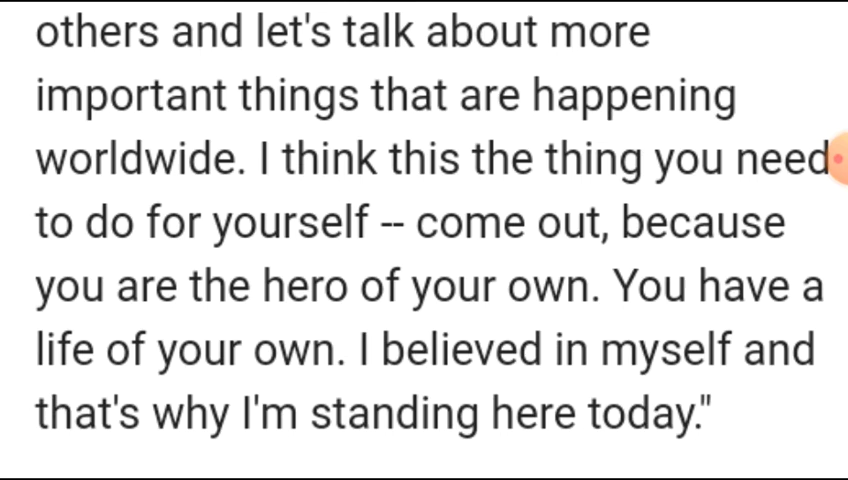 others and let's talk about more
important things that are happening
worldwide. I think this the thing you need
to do for yourself -- come out, because
you are the hero of your own. You have a
life of your own. I believed in myself and
that's why I'm standing here today."